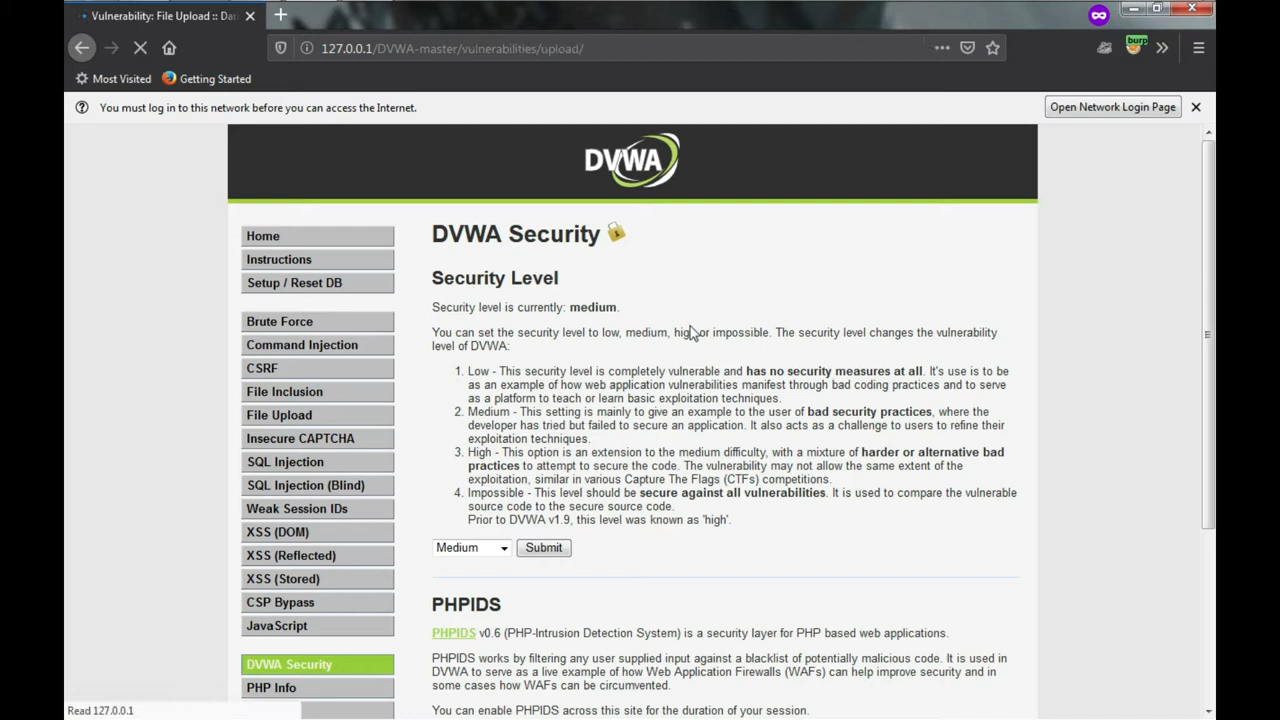 Vulnerability: File Upload :: Da
127.0.0.1/DVWA-master/vulnerabilities/upload/
burp
Most Visited
Getting Started
You must log in to this network before you can access the Internet.
Open Network Login Page
DVWA
Home
Instructions
Setup / Reset DB
Brute Force
Command Injection
CSRF
File Inclusion
File Upload
Insecure CAPTCHA
SQL Injection
SQL Injection (Blind)
Weak Session IDs
XSS (DOM)
XSS (Reflected)
XSS (Stored)
CSP Bypass
JavaScript
DVWA Security
PHP Info
DVWA Security
Security Level
Security level is currently: medium.
You can set the security level to low, medium, high or impossible. The security level changes the vulnerability
level of DVWA:
1. Low - This security level is completely vulnerable and has no security measures at all. It's use is to be
as an example of how web application vulnerabilities manifest through bad coding practices and to serve
as a platform to teach or learn basic exploitation techniques.
2. Medium - This setting is mainly to give an example to the user of bad security practices, where the
developer has tried but failed to secure an application. It also acts as a challenge to users to refine their
exploitation techniques.
3. High - This option is an extension to the medium difficulty, with a mixture of harder or alternative bad
practices to attempt to secure the code. The vulnerability may not allow the same extent of the
exploitation, similar in various Capture The Flags (CTFs) competitions.
4. Impossible - This level should be secure against all vulnerabilities. It is used to compare the vulnerable
source code to the secure source code.
Prior to DVWA v1.9, this level was known as 'high'.
Medium
Submit
PHPIDS
PHPIDS v0.6 (PHP-Intrusion Detection System) is a security layer for PHP based web applications.
PHPIDS works by filtering any user supplied input against a blacklist of potentially malicious code. It is used in
DVWA to serve as a live example of how Web Application Firewalls (WAFs) can help improve security and in
some cases how WAFs can be circumvented.
You can enable PHPIDS across this site for the duration of your session.
Read 127.0.0.1